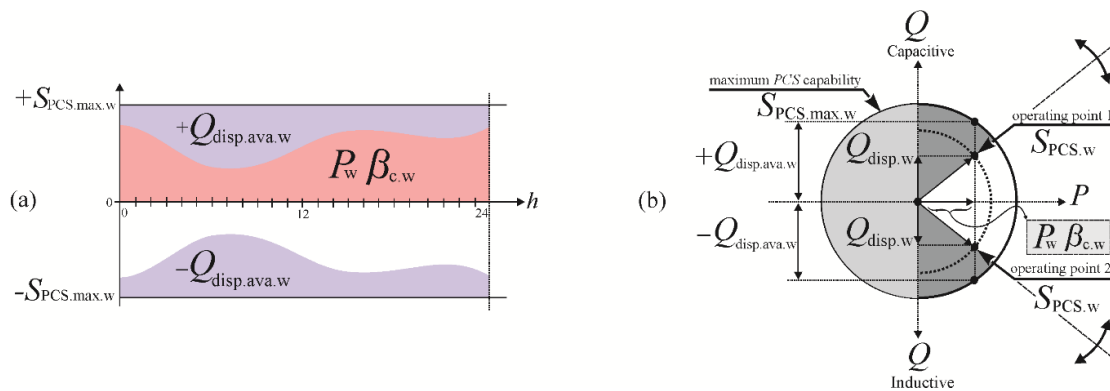 (a)
+S_PCS.max.w
+Q_disp.ava.w
P_w β_c.w
0
0
12
24
h
−Q_disp.ava.w
-S_PCS.max.w
(b)
Q
Capacitive
maximum PCS capability
S_PCS.max.w
operating point 1
S_PCS.w
+Q_disp.ava.w
Q_disp.w
P
−Q_disp.ava.w
Q_disp.w
P_w β_c.w
operating point 2
S_PCS.w
Q
Inductive